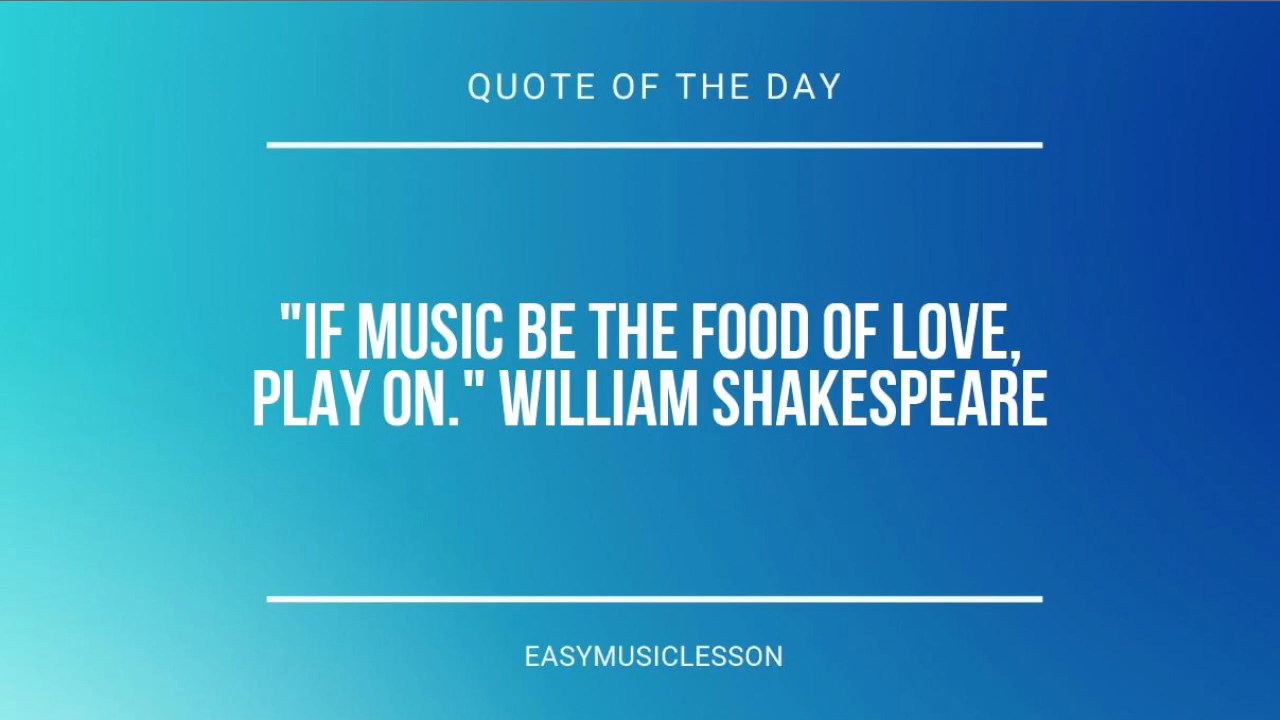 QUOTE OF THE DAY
"IF MUSIC BE THE FOOD OF LOVE,
PLAY ON." WILLIAM SHAKESPEARE
EASYMUSICLESSON